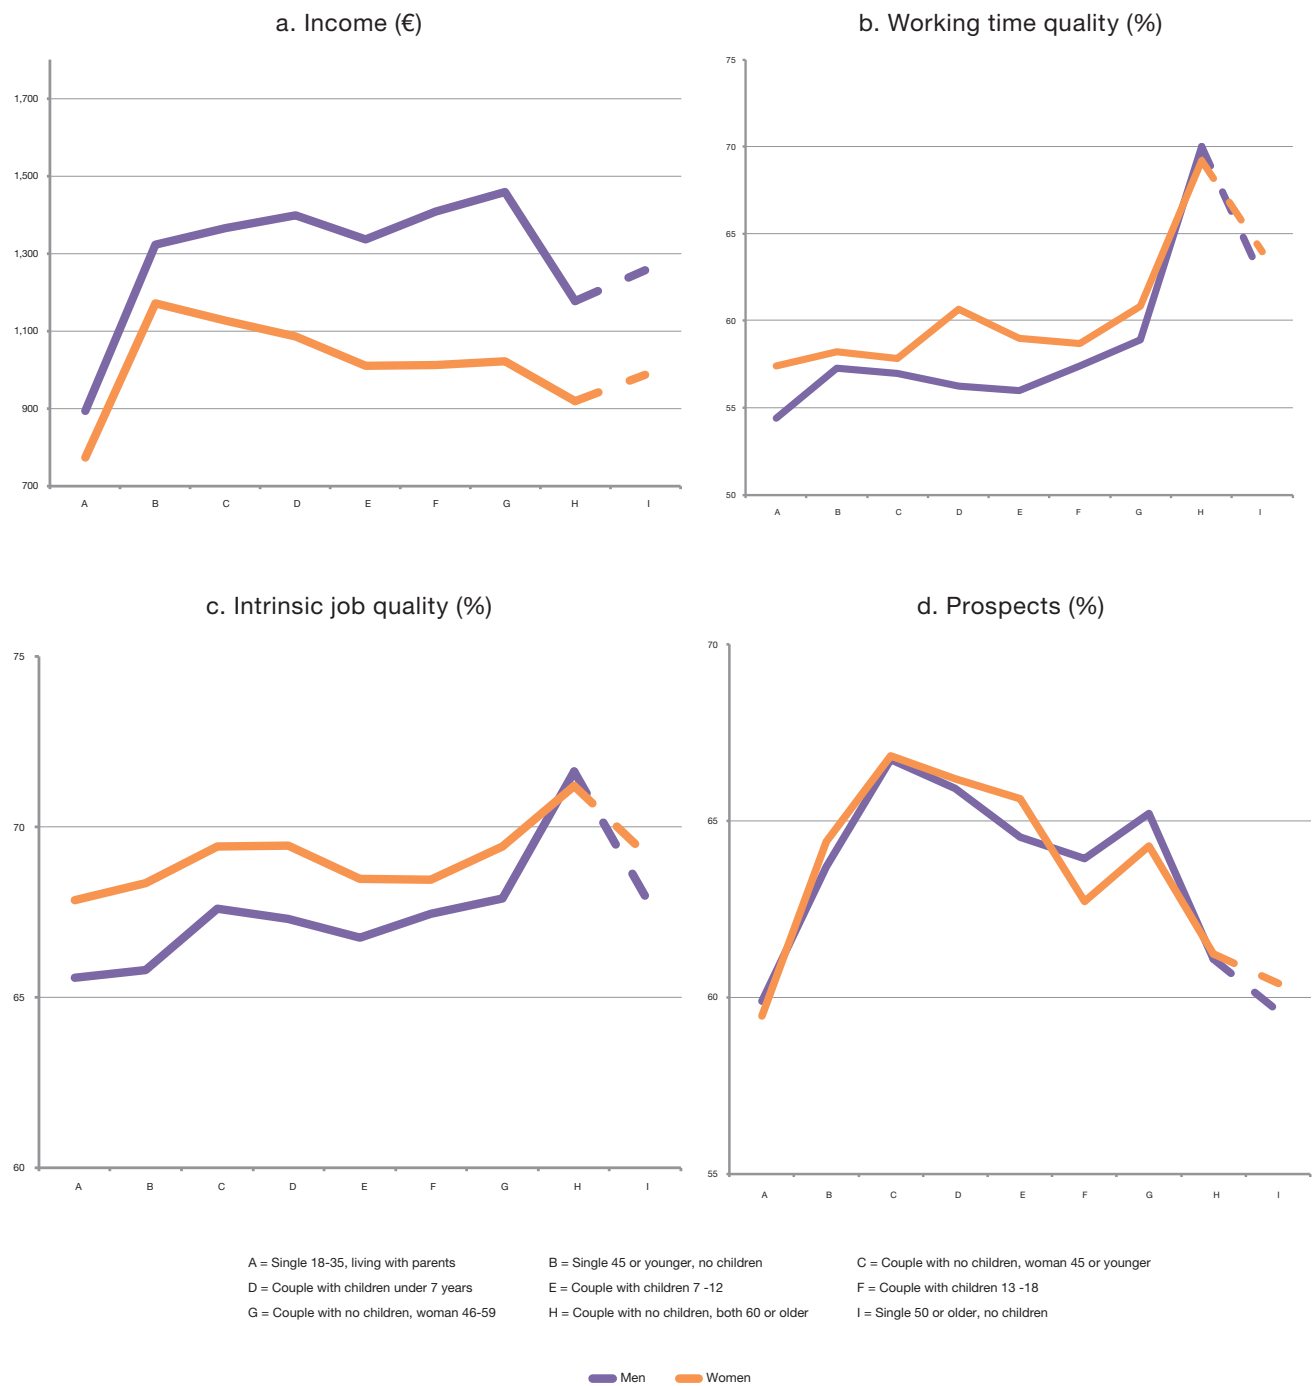 a. Income (€)
1,700
1,500
1,300
1,100
900
700
A B C D E F G H I
b. Working time quality (%)
75
70
65
60
55
50
A B C D E F G H I
c. Intrinsic job quality (%)
75
70
65
60
A B C D E F G H I
d. Prospects (%)
70
65
60
55
A B C D E F G H I
A = Single 18-35, living with parents
B = Single 45 or younger, no children
C = Couple with no children, woman 45 or younger
D = Couple with children under 7 years
E = Couple with children 7 -12
F = Couple with children 13 -18
G = Couple with no children, woman 46-59
H = Couple with no children, both 60 or older
I = Single 50 or older, no children
Men
Women